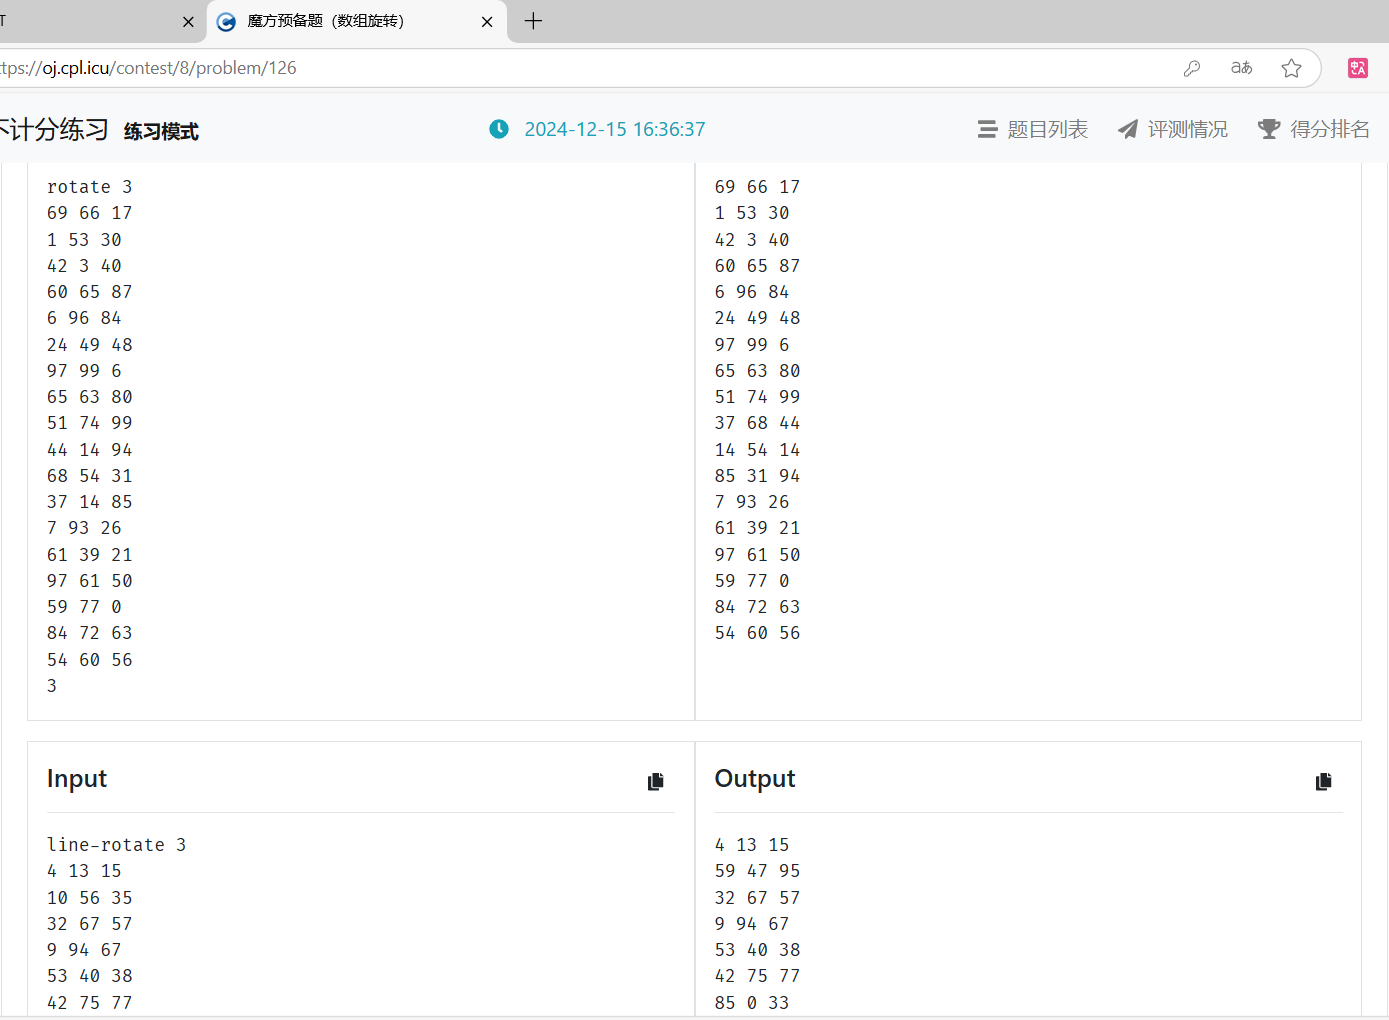 T
魔方预备题（数组旋转）
ttps://oj.cpl.icu/contest/8/problem/126
不计分练习 练习模式
2024-12-15 16:36:37
题目列表 评测情况 得分排名
rotate 3
69 66 17
1 53 30
42 3 40
60 65 87
6 96 84
24 49 48
97 99 6
65 63 80
51 74 99
44 14 94
68 54 31
37 14 85
7 93 26
61 39 21
97 61 50
59 77 0
84 72 63
54 60 56
3
69 66 17
1 53 30
42 3 40
60 65 87
6 96 84
24 49 48
97 99 6
65 63 80
51 74 99
37 68 44
14 54 14
85 31 94
7 93 26
61 39 21
97 61 50
59 77 0
84 72 63
54 60 56
Input
line-rotate 3
4 13 15
10 56 35
32 67 57
9 94 67
53 40 38
42 75 77
Output
4 13 15
59 47 95
32 67 57
9 94 67
53 40 38
42 75 77
85 0 33